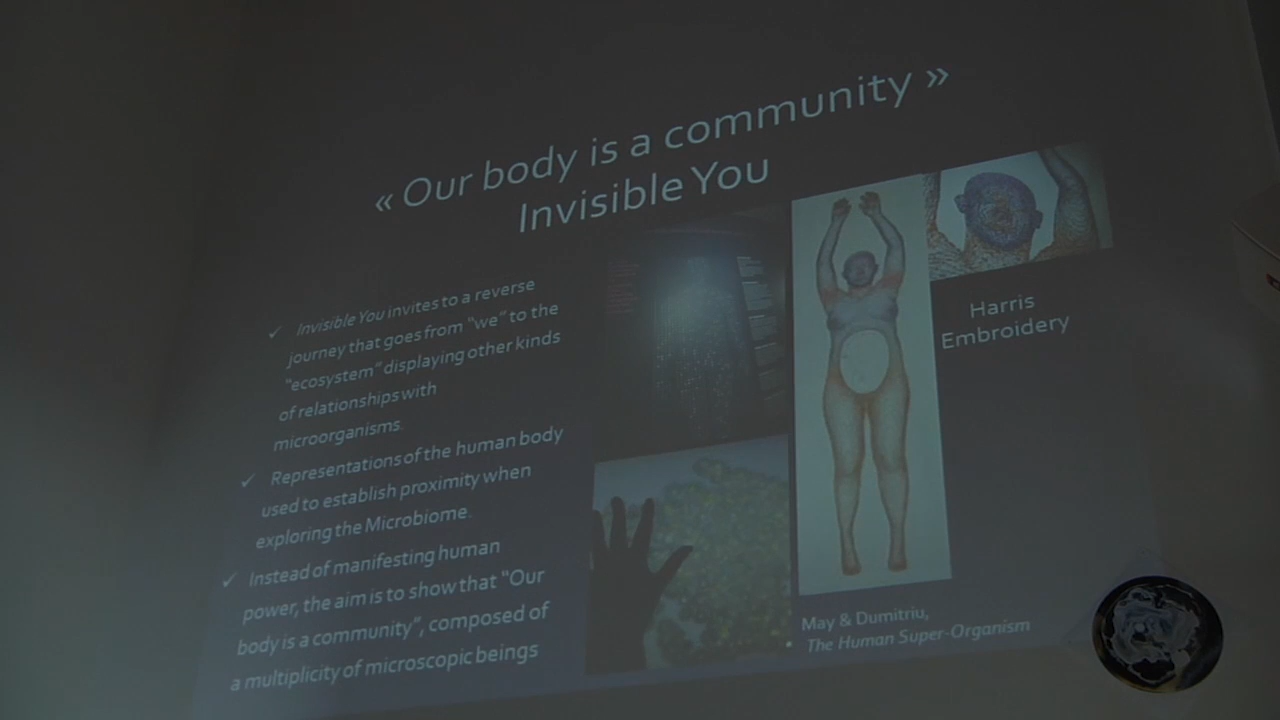 « Our body is a community »
Invisible You
✓ Invisible You invites to a reverse
journey that goes from "we" to the
"ecosystem" displaying other kinds
of relationships with
microorganisms.
✓ Representations of the human body
used to establish proximity when
exploring the Microbiome.
✓ Instead of manifesting human
power, the aim is to show that "Our
body is a community", composed of
a multiplicity of microscopic beings
Harris
Embroidery
May & Dumitriu,
The Human Super-Organism